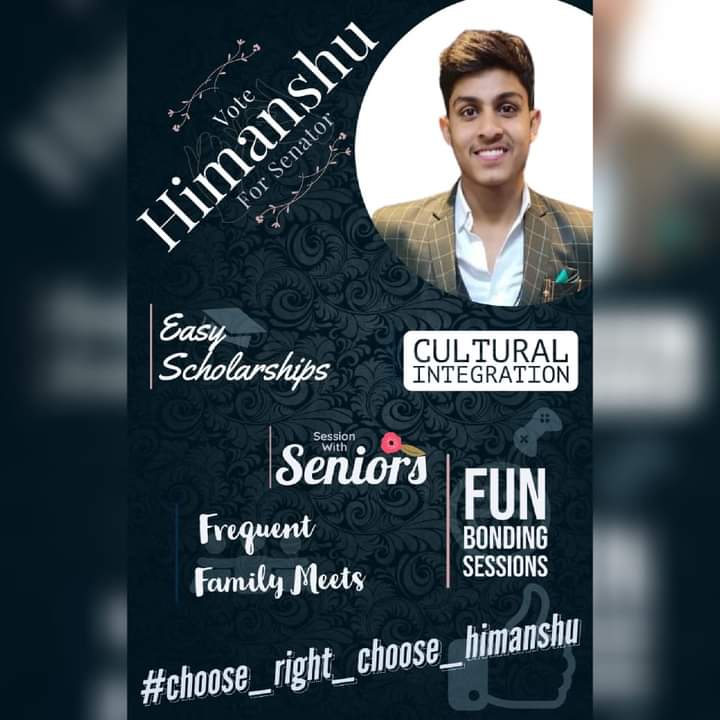 Vote
Himanshu
For Senator
Easy
Scholarships
CULTURAL
INTEGRATION
Session
With
Seniors
FUN
BONDING
SESSIONS
Frequent
Family Meets
#choose_right_choose_himanshu